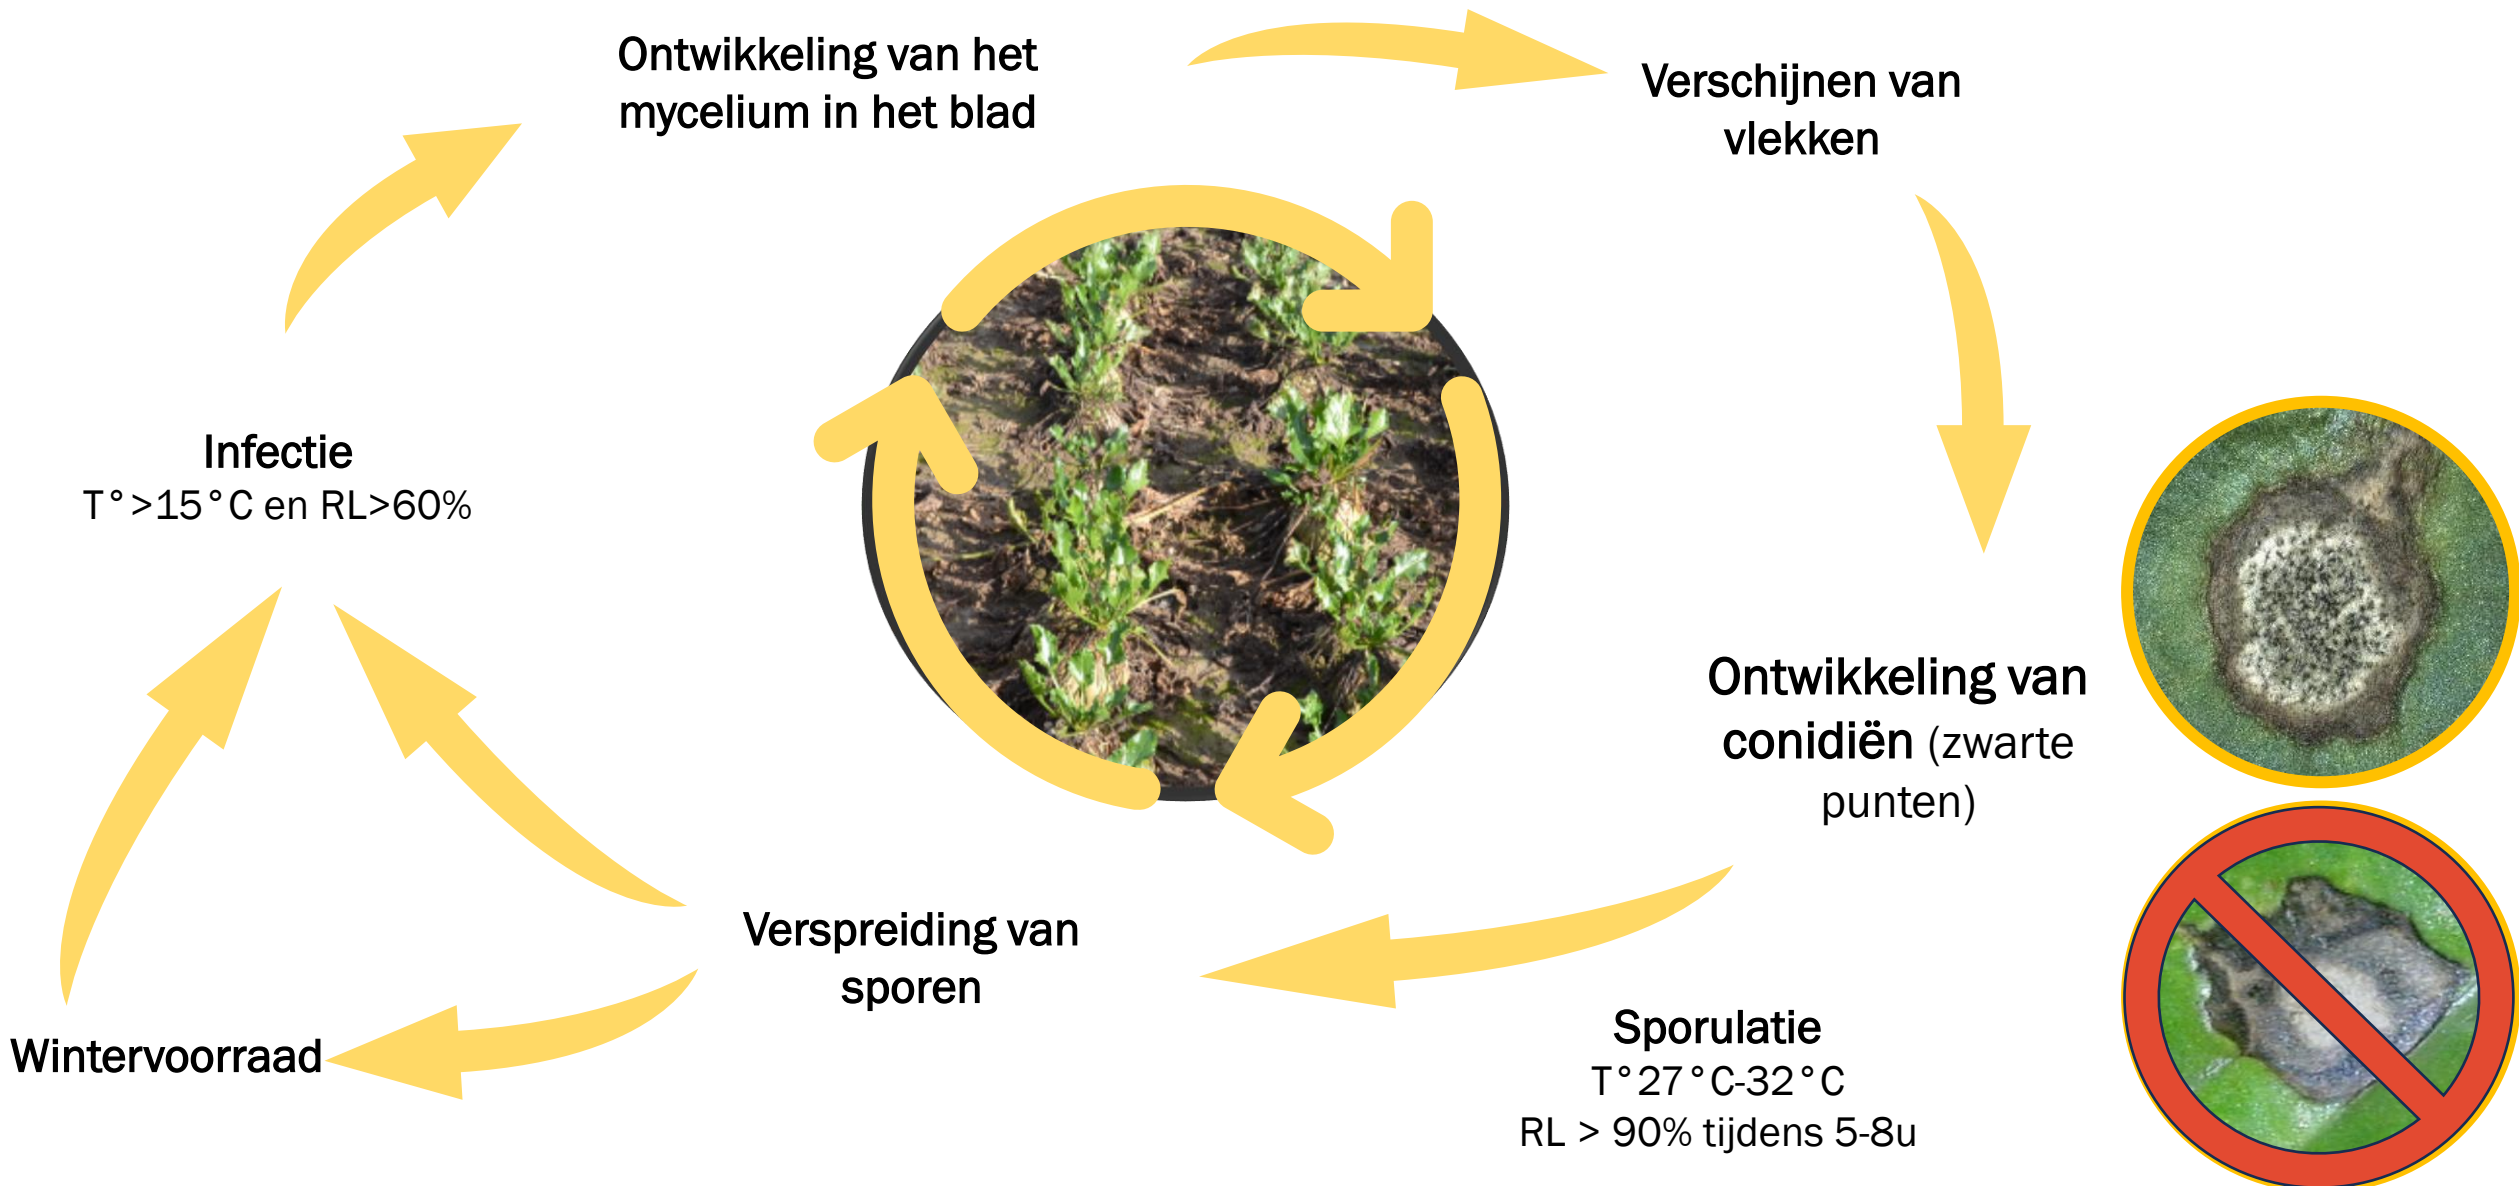 Ontwikkeling van het
mycelium in het blad
Verschijnen van
vlekken
Infectie
T°>15°C en RL>60%
Ontwikkeling van
conidiën (zwarte
punten)
Verspreiding van
sporen
Sporulatie
T°27°C-32°C
RL > 90% tijdens 5-8u
Wintervoorraad